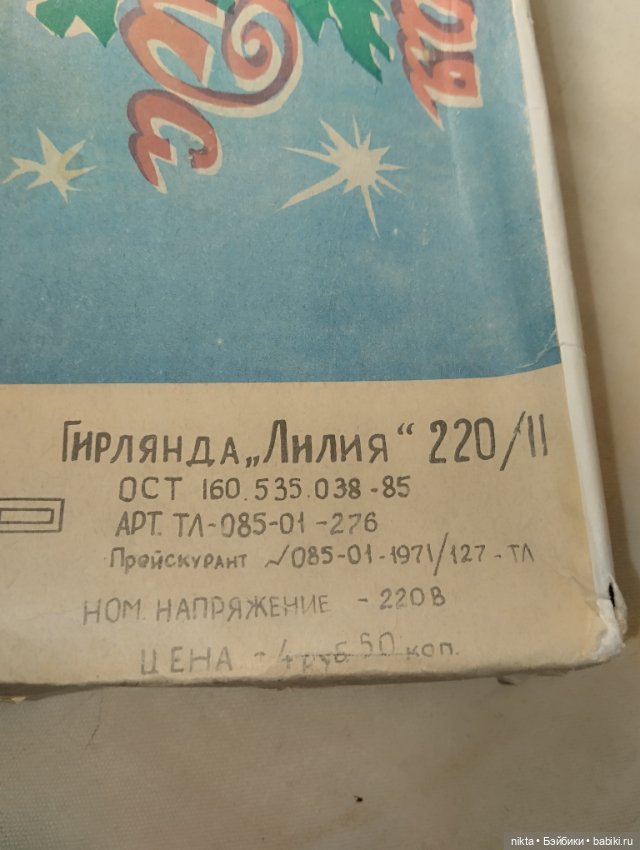 Гирлянда „Лилия“ 220/11
ОСТ 160.535.038-85
АРТ. ТЛ-085-01-276
Прейскурант №085-01-1971/127-ТЛ
НОМ. НАПРЯЖЕНИЕ - 220В
ЦЕНА - 4 руб 50 коп.
nikta • Бэйбики • babiki.ru